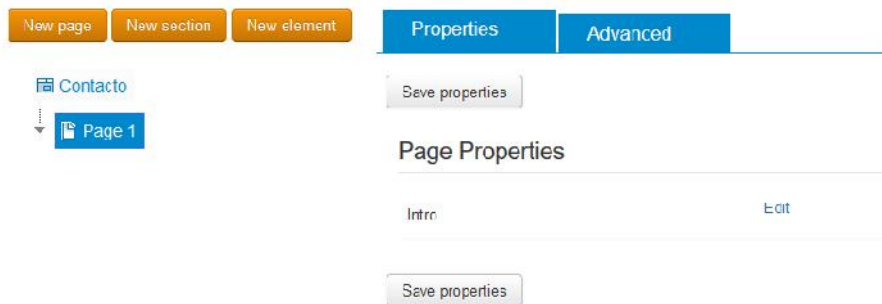 New page New section New element
Properties Advanced
Contacto
Save properties
Page 1
Page Properties
Intro Edit
Save properties